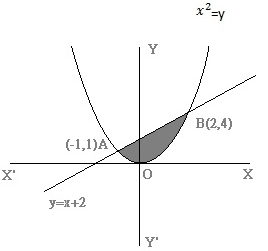 x²=y
Y
B(2,4)
(-1,1)A
X'
O
X
y=x+2
Y'